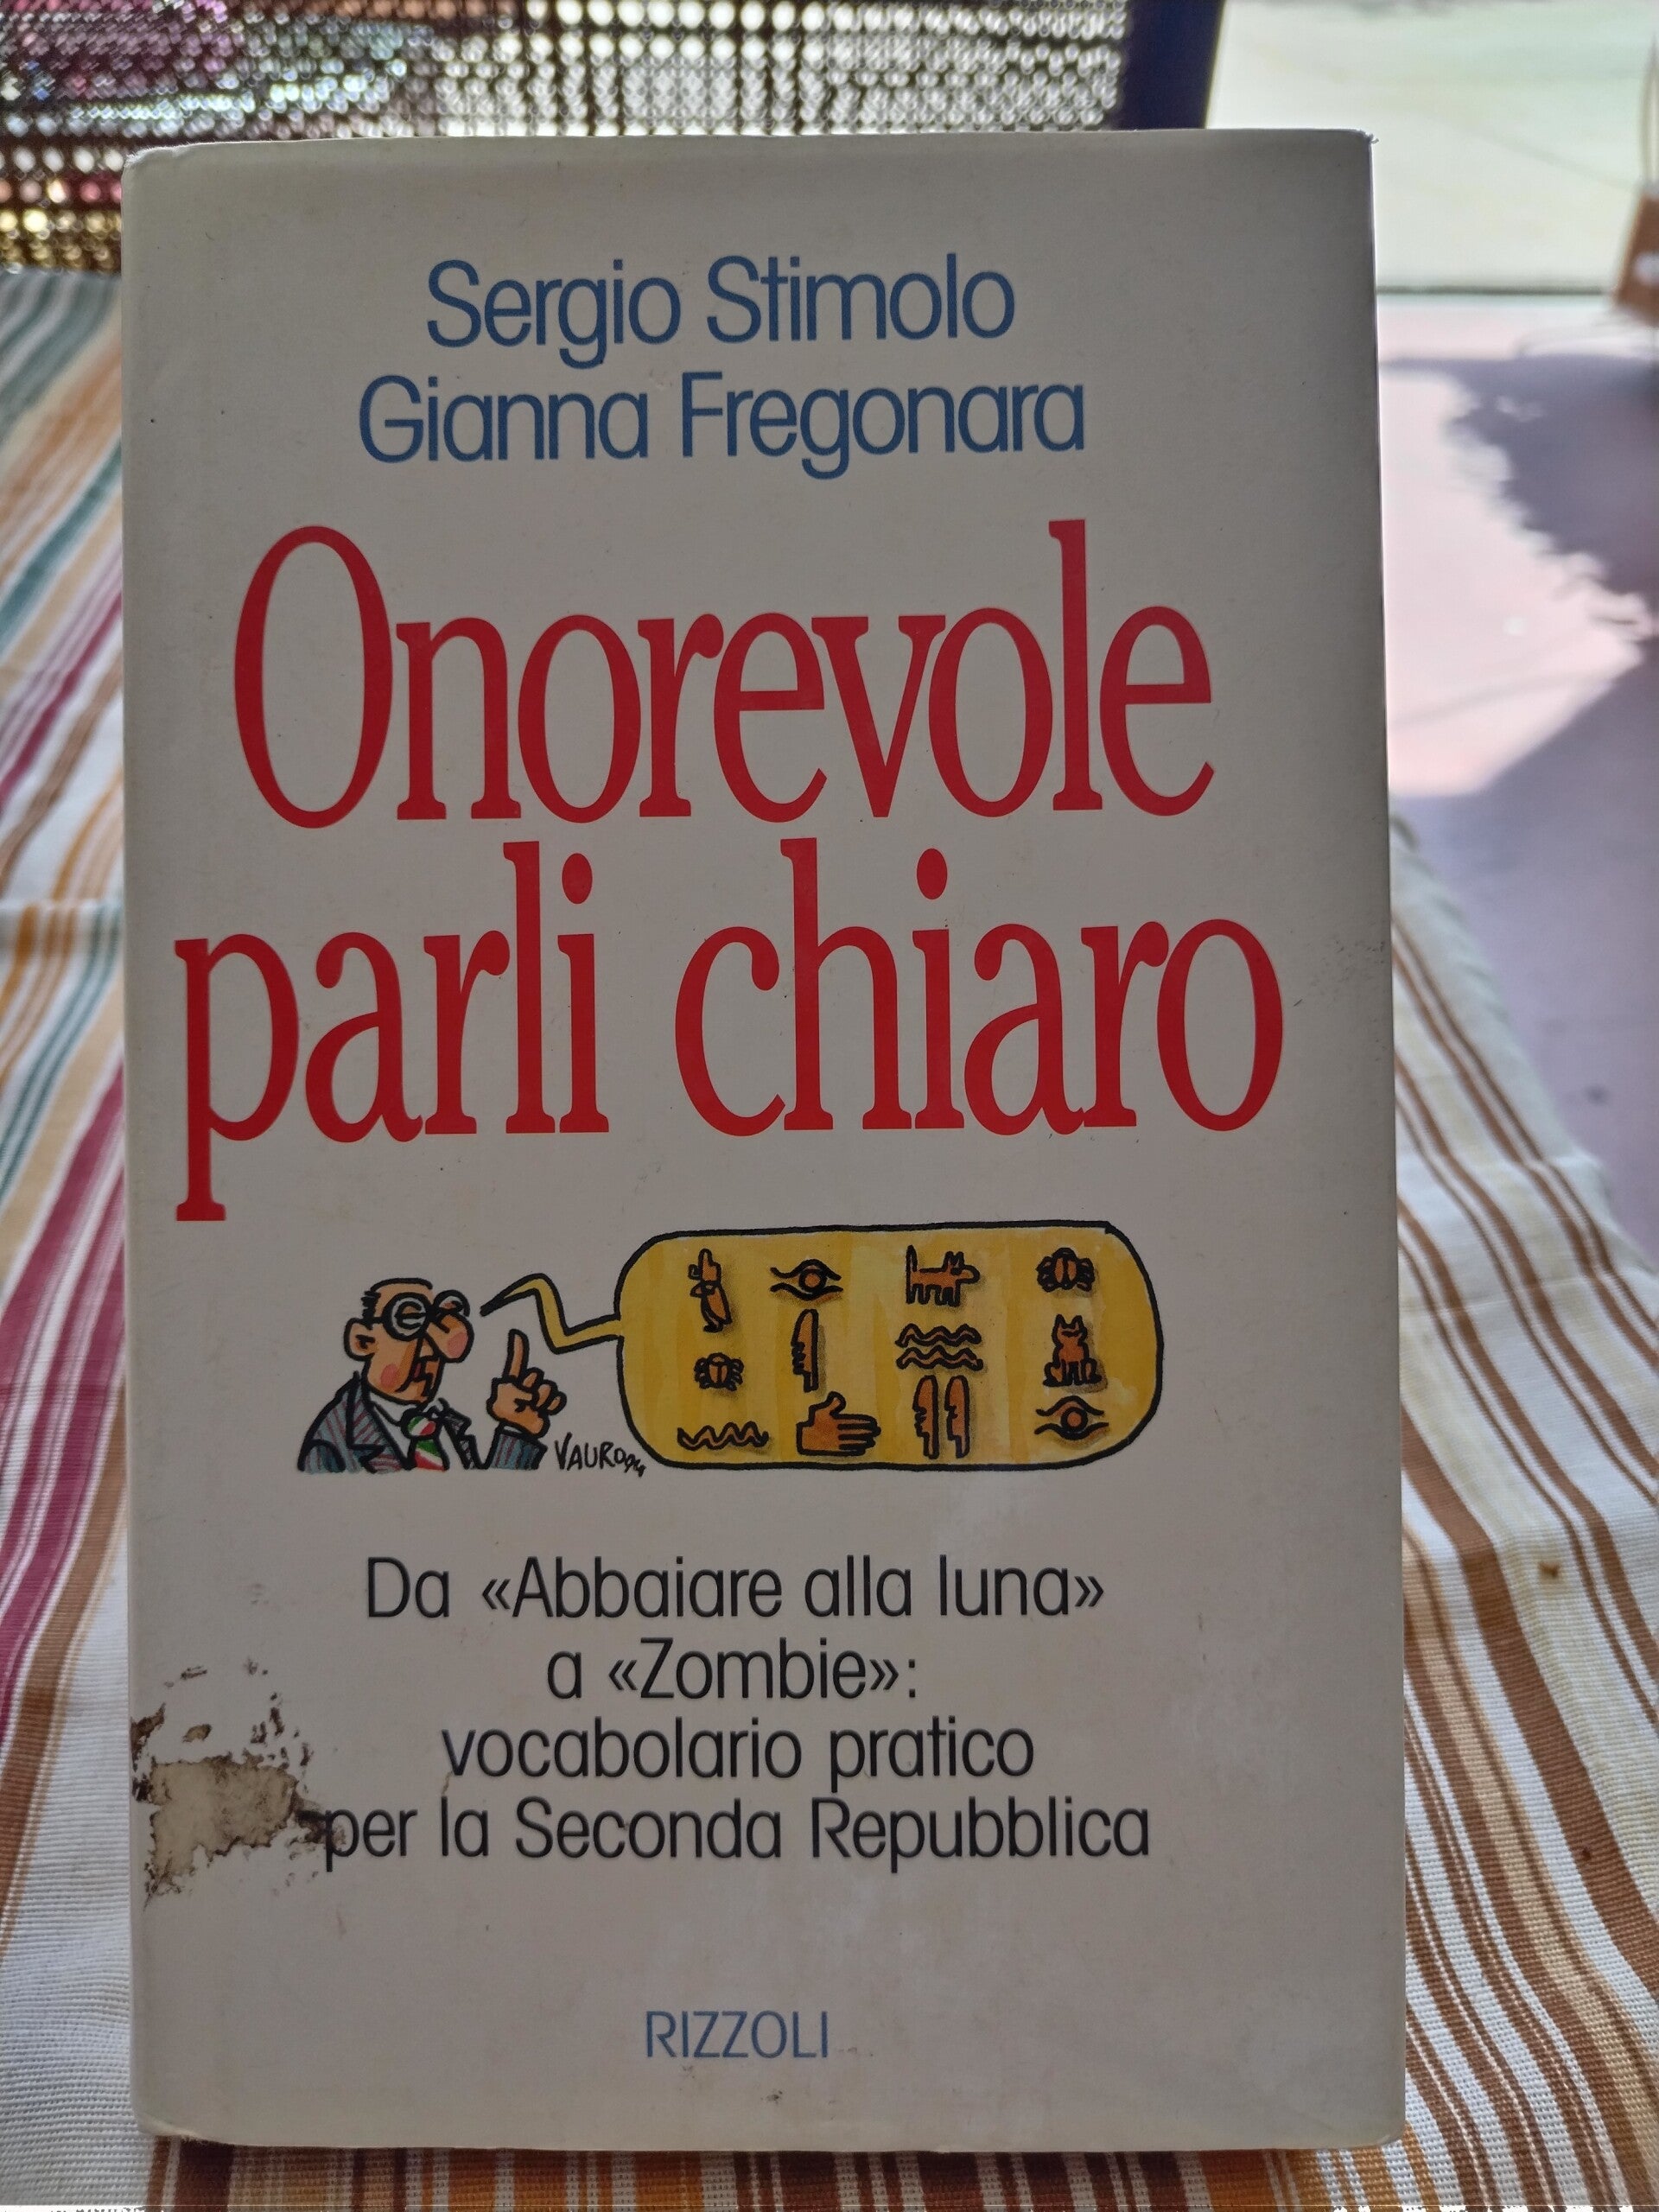 Sergio Stimolo
Gianna Fregonara
Onorevole
parli chiaro
VAURO94
Da «Abbaiare alla luna»
a «Zombie»:
vocabolario pratico
per la Seconda Repubblica
RIZZOLI